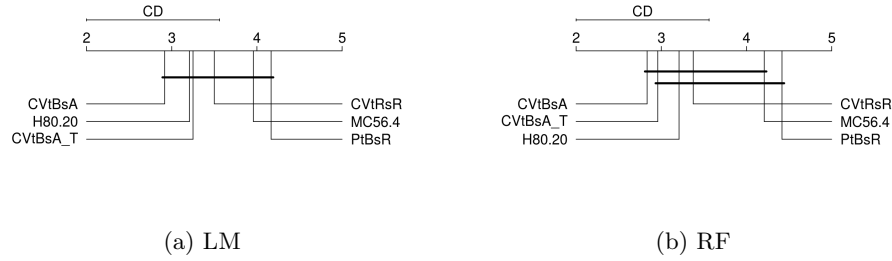 CD
2 3 4 5
CVtBsA
H80.20
CVtBsA_T
CVtRsR
MC56.4
PtBsR
(a) LM
CD
2 3 4 5
CVtBsA
CVtBsA_T
H80.20
CVtRsR
MC56.4
PtBsR
(b) RF